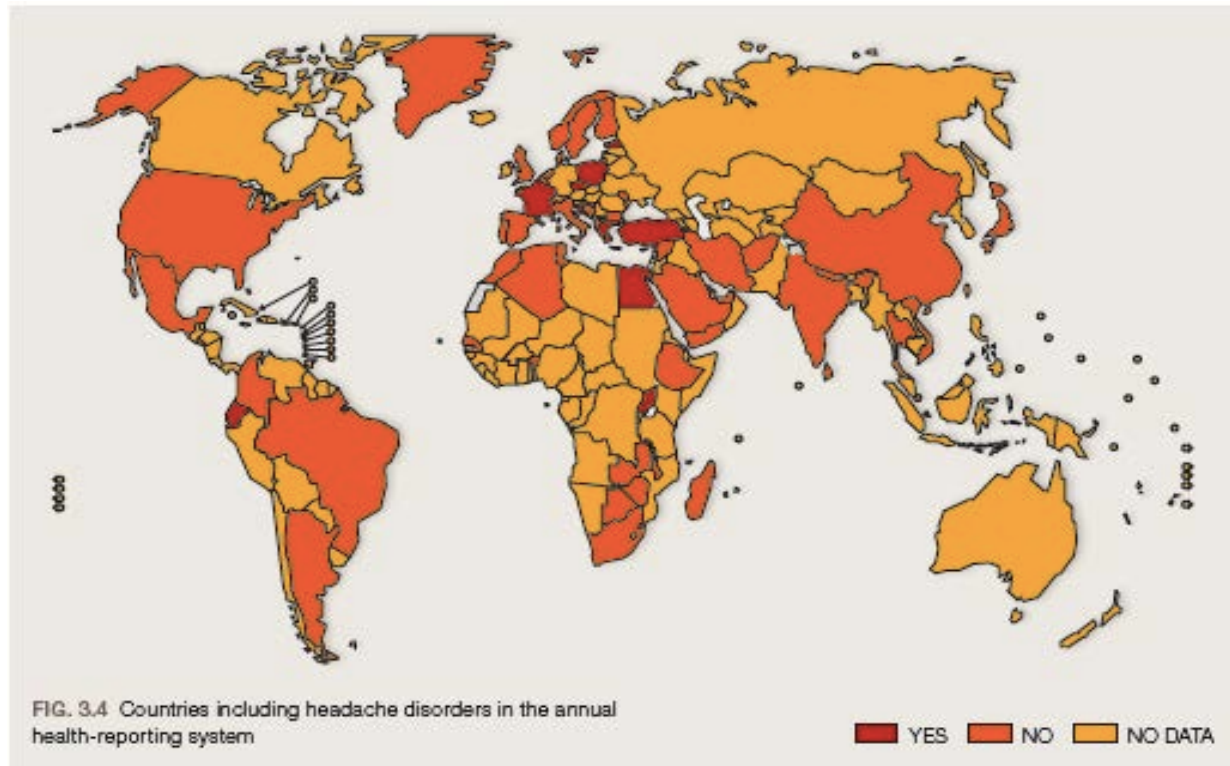 FIG. 3.4 Countries including headache disorders in the annual
health-reporting system
YES
NO
NO DATA